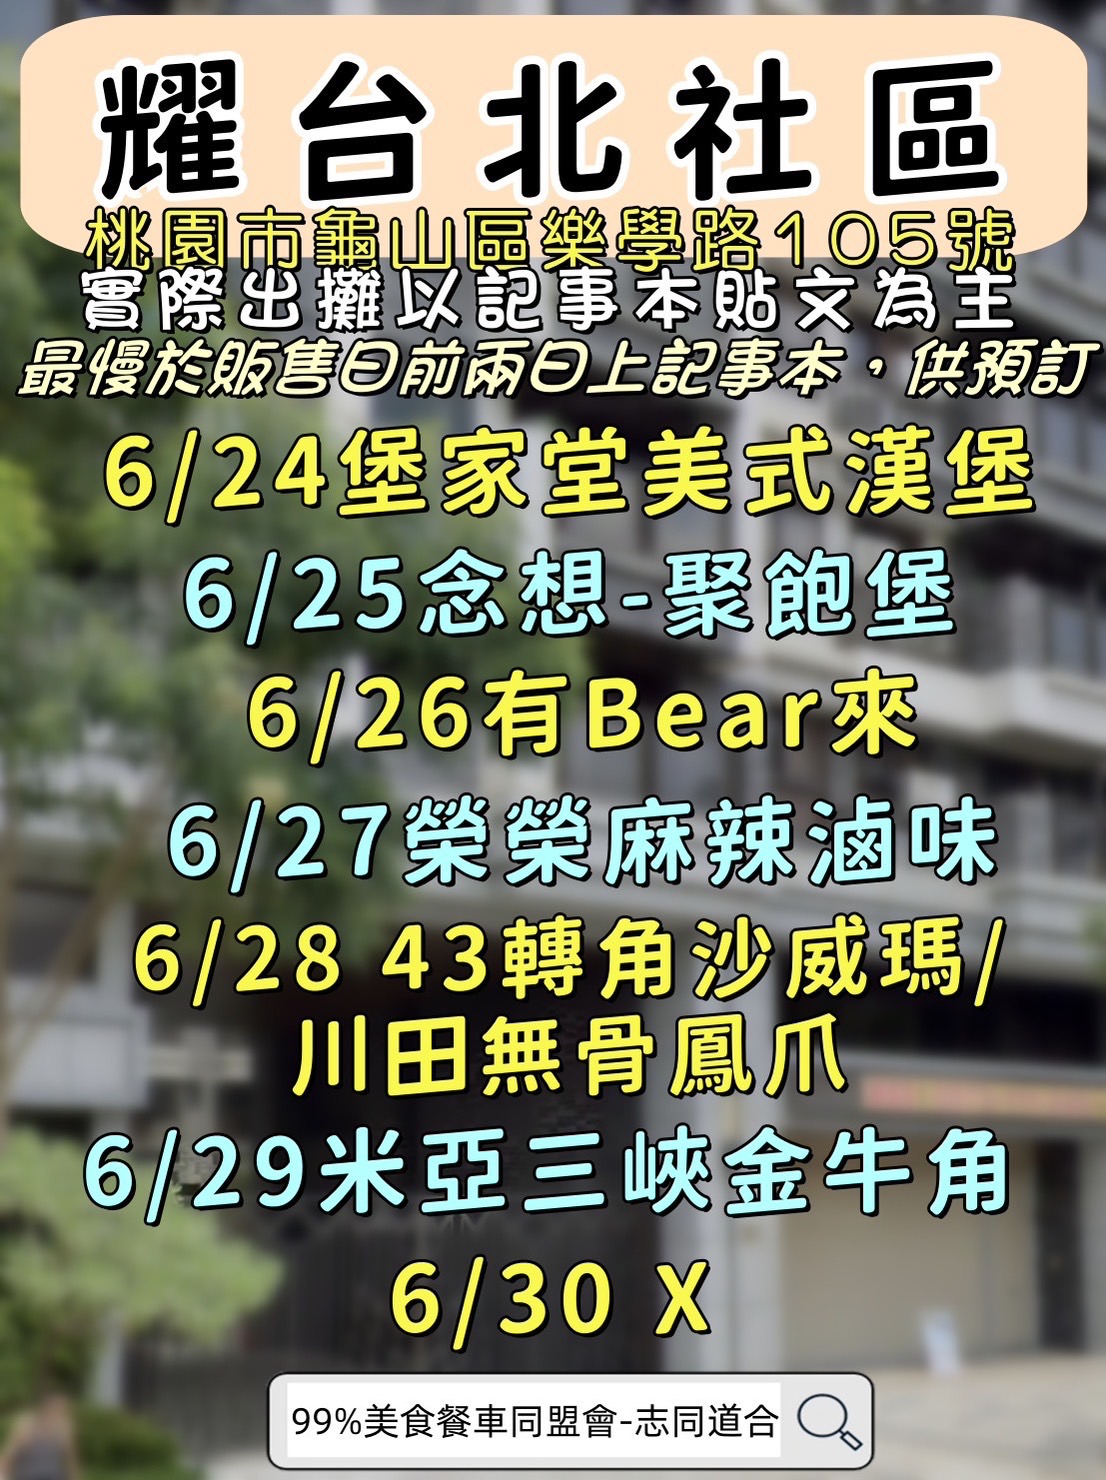 耀台北社區
桃園市龜山區樂學路105號
實際出攤以記事本貼文為主
最慢於販售日前兩日上記事本，供預訂
6/24堡家堂美式漢堡
6/25念想-聚飽堡
6/26有Bear來
6/27榮榮麻辣滷味
6/28 43轉角沙威瑪/
川田無骨鳳爪
6/29米亞三峽金牛角
6/30 X
99%美食餐車同盟會-志同道合